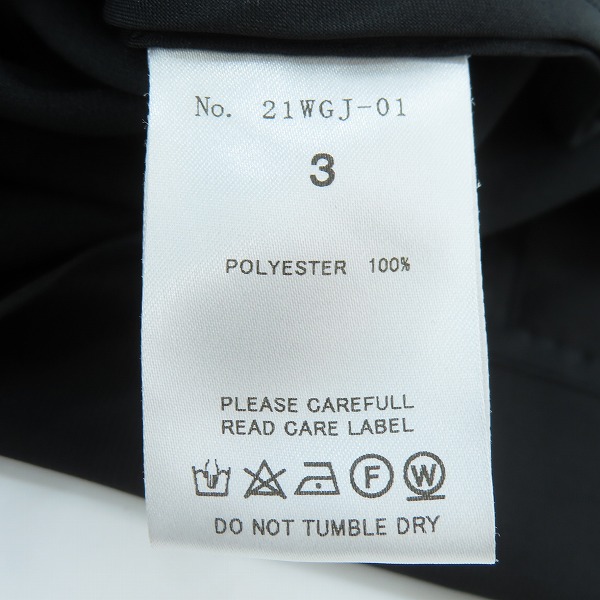 No. 21WGJ-01
3
POLYESTER 100%
PLEASE CAREFULL
READ CARE LABEL
F W
DO NOT TUMBLE DRY